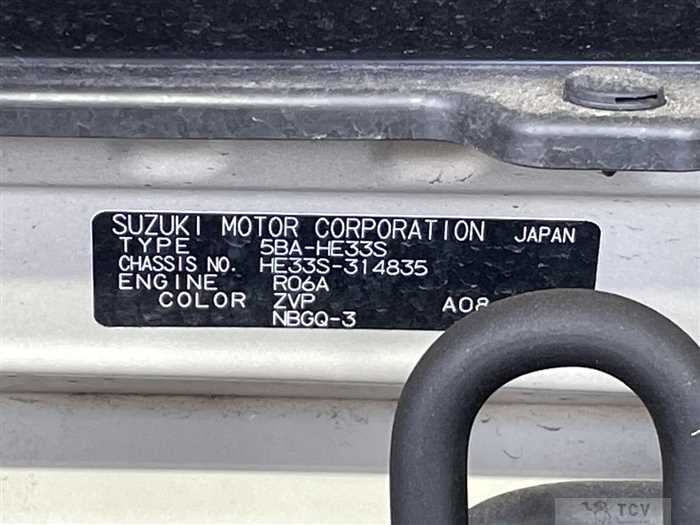 SUZUKI MOTOR CORPORATION JAPAN
TYPE 5BA-HE33S
CHASSIS NO. HE33S-314835
ENGINE R06A
COLOR ZVP A08
NBGQ-3
TCV